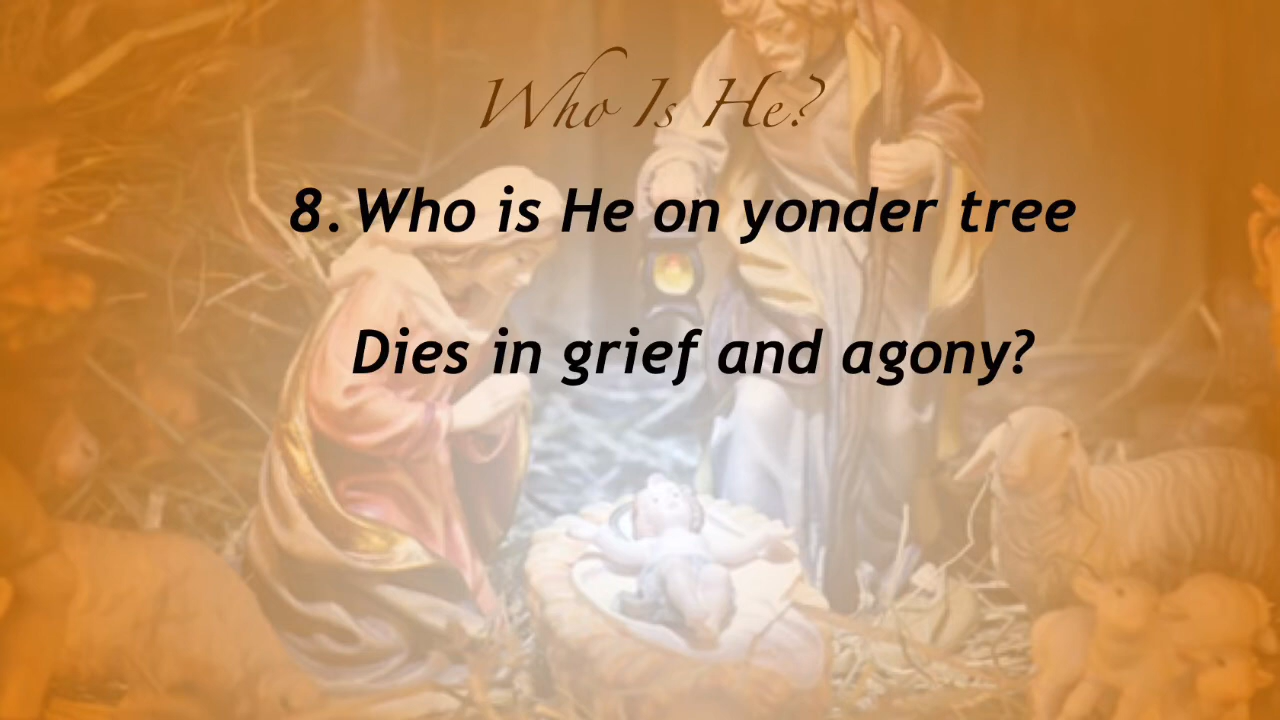 Who Is He?
8. Who is He on yonder tree
Dies in grief and agony?